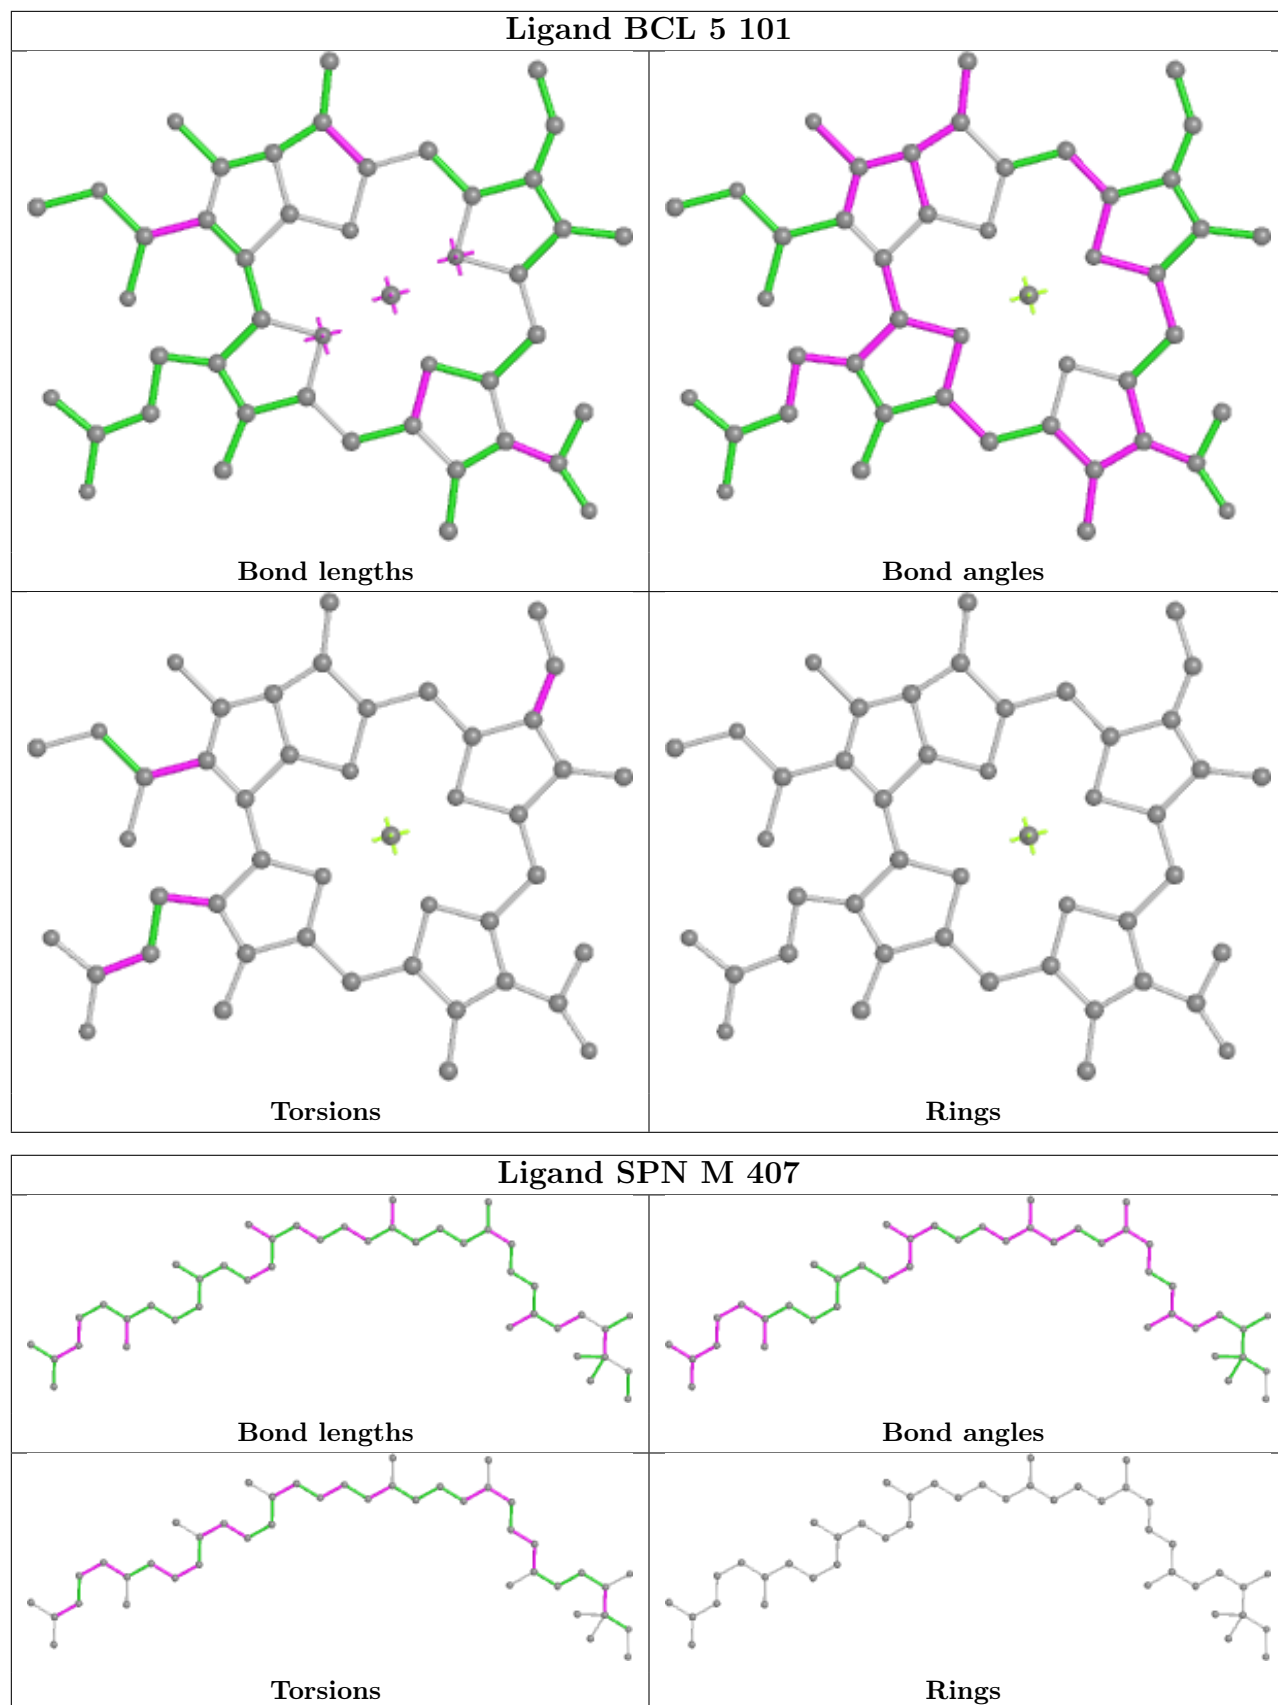 Ligand BCL 5 101
Bond lengths
Bond angles
Torsions
Rings
Ligand SPN M 407
Bond lengths
Bond angles
Torsions
Rings